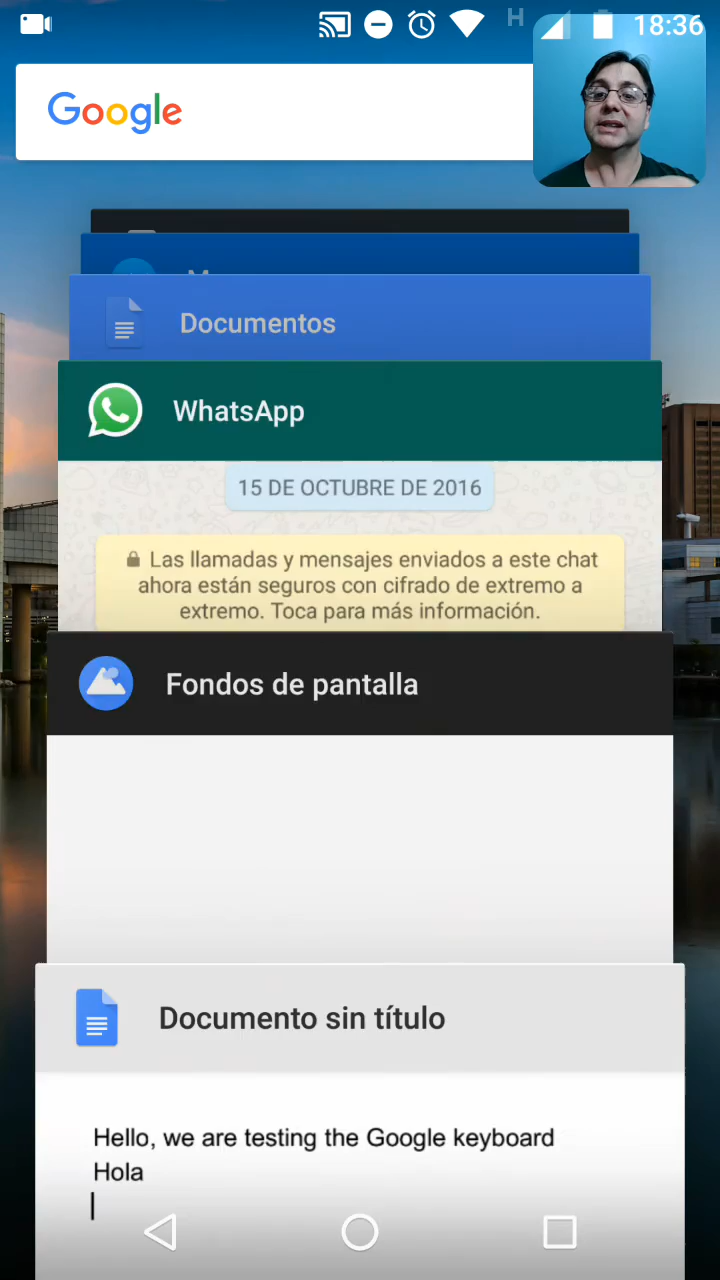 H 18:36
Google
Documentos
WhatsApp
15 DE OCTUBRE DE 2016
Las llamadas y mensajes enviados a este chat
ahora están seguros con cifrado de extremo a
extremo. Toca para más información.
Fondos de pantalla
Documento sin título
Hello, we are testing the Google keyboard
Hola